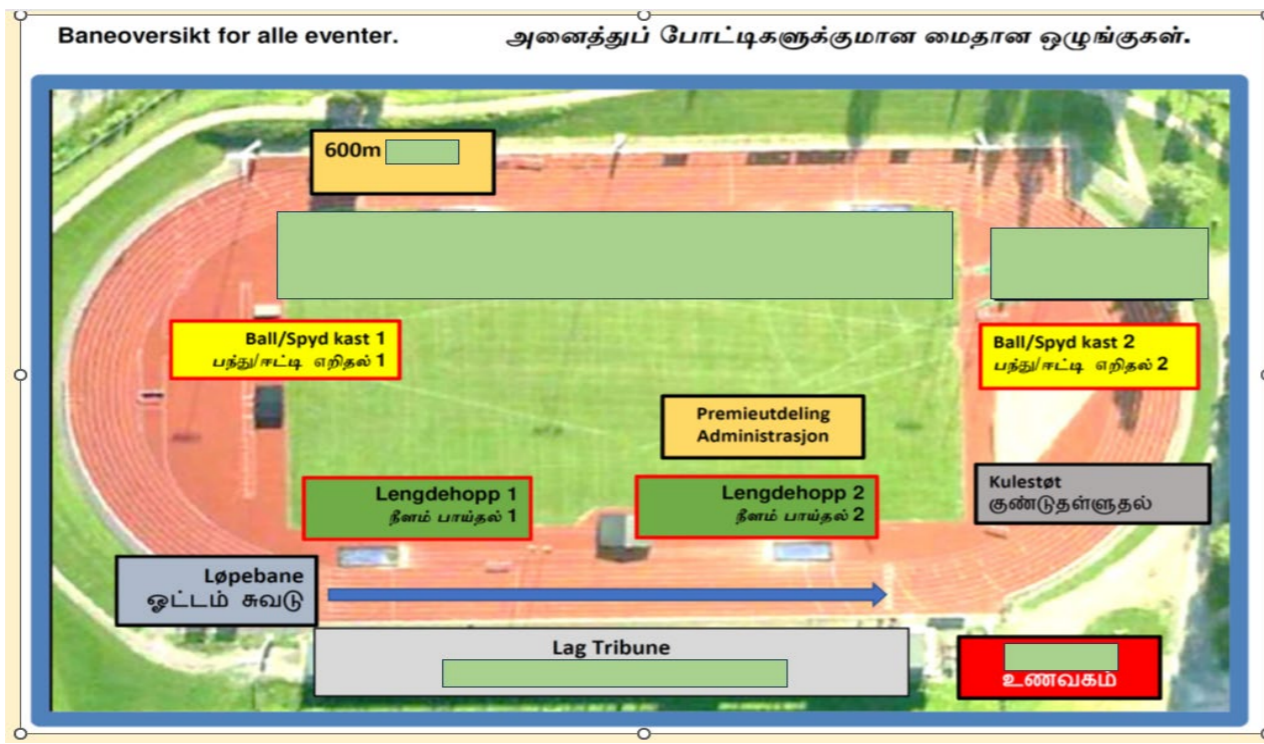 Baneoversikt for alle eventer. அனைத்துப் போட்டிகளுக்குமான மைதான ஒழுங்குகள்.
600m
Ball/Spyd kast 1
பந்து/ஈட்டி எறிதல் 1
Ball/Spyd kast 2
பந்து/ஈட்டி எறிதல் 2
Premieutdeling
Administrasjon
Lengdehopp 1
நீளம் பாய்தல் 1
Lengdehopp 2
நீளம் பாய்தல் 2
Kulestøt
குண்டுதள்ளுதல்
Løpebane
ஓட்டம் சுவடு
Lag Tribune
உணவகம்